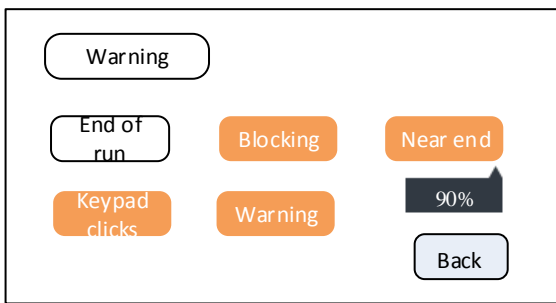 Warning
End of
run
Blocking
Near end
Keypad
clicks
Warning
90%
Back